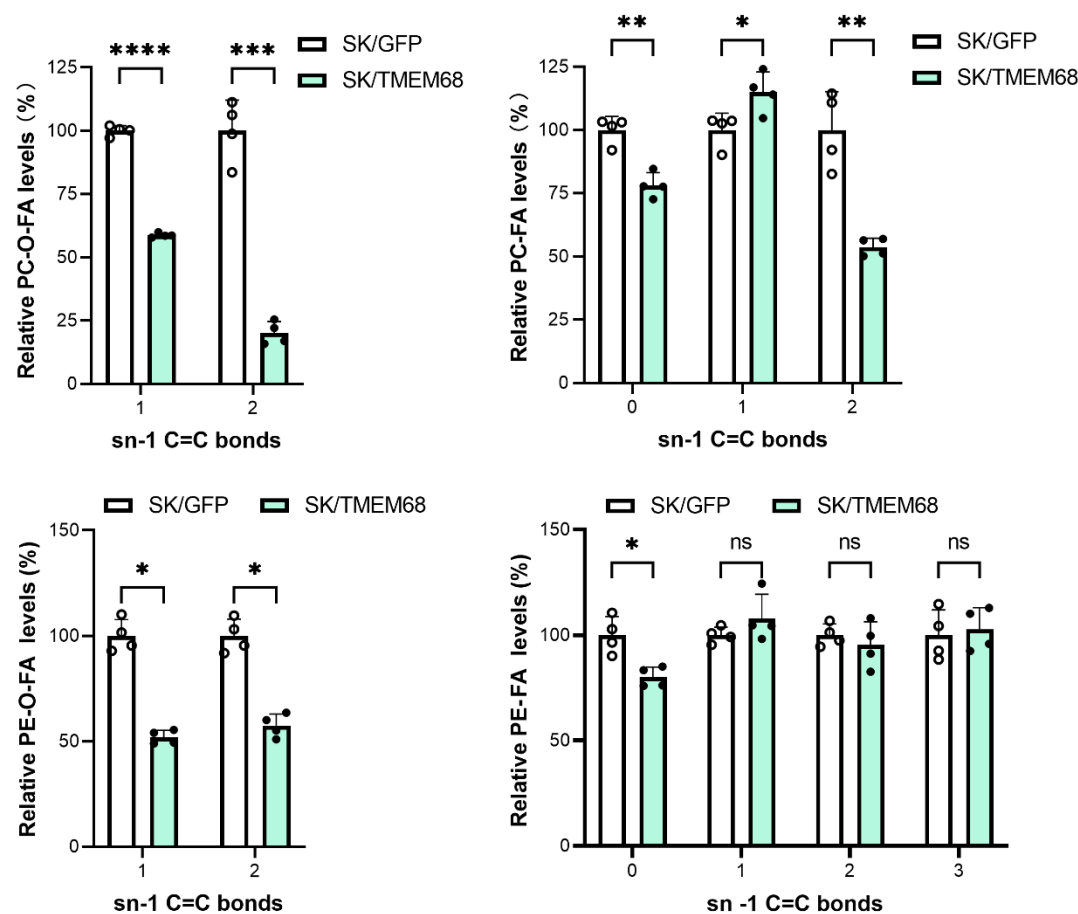 SK/GFP
SK/TMEM68
**** ***
Relative PC-O-FA levels (%)
125
100
75
50
25
0
1 2
sn-1 C=C bonds
SK/GFP
SK/TMEM68
** * **
Relative PC-FA levels (%)
125
100
75
50
25
0
0 1 2
sn-1 C=C bonds
SK/GFP SK/TMEM68
* *
Relative PE-O-FA levels (%)
150
100
50
0
1 2
sn-1 C=C bonds
SK/GFP SK/TMEM68
* ns ns ns
Relative PE-FA levels (%)
150
100
50
0
0 1 2 3
sn -1 C=C bonds